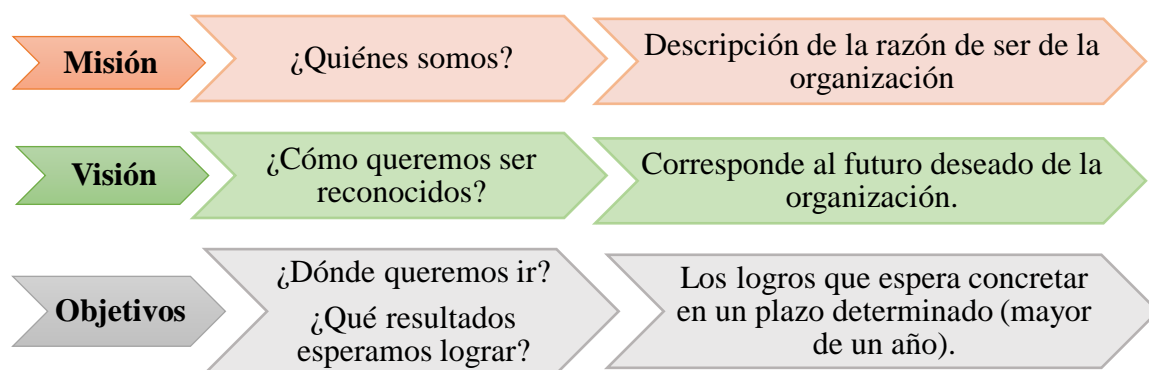 Misión
¿Quiénes somos?
Descripción de la razón de ser de la
organización
Visión
¿Cómo queremos ser
reconocidos?
Corresponde al futuro deseado de la
organización.
Objetivos
¿Dónde queremos ir?
¿Qué resultados
esperamos lograr?
Los logros que espera concretar
en un plazo determinado (mayor
de un año).